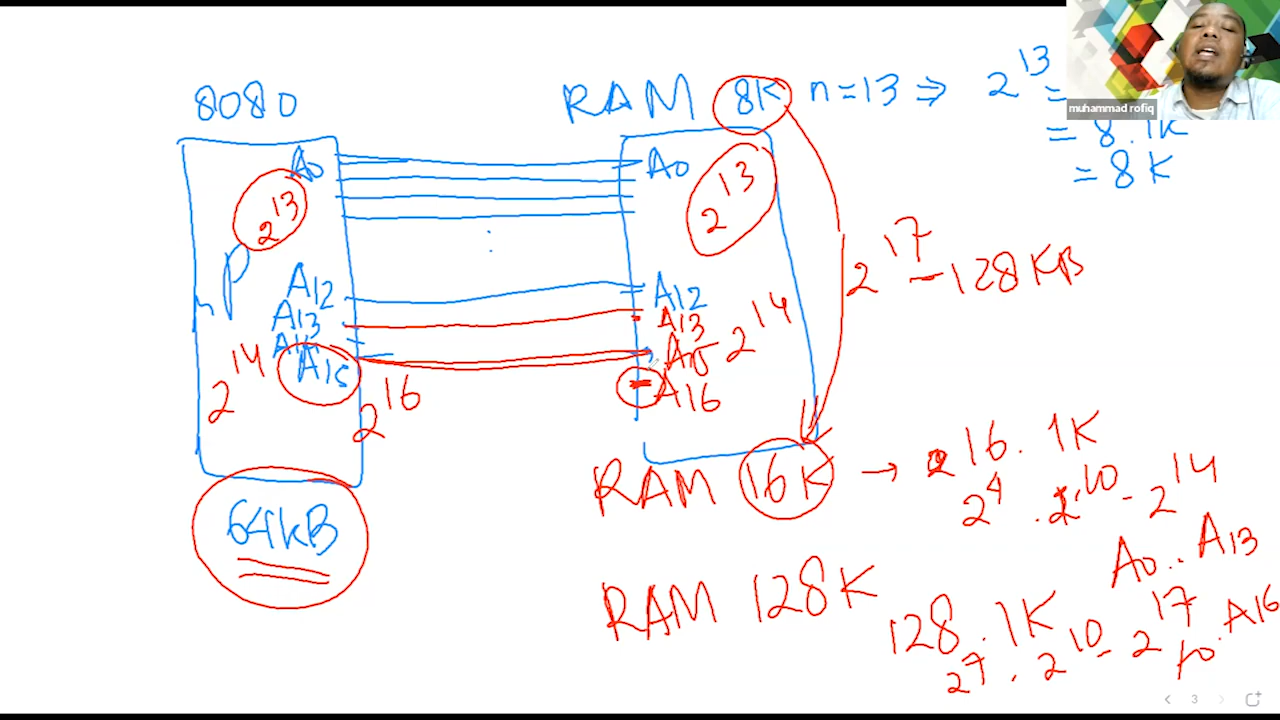 8080
RAM 8K n=13 ⇒ 2^13 =
muhammad rofiq
= 8.1K
= 8K
A0
A0
2^13
2^13
μP
A12
A12
A13
A13
A15
A15
A16
2^14
2^16
2^14
2^17 - 128 KB
64kB
RAM 16K → 16. 1K
2^4 . 2^10 - 2^14
A0 .. A13
RAM 128K
128 . 1K
2^7 . 2^10 - 2^17
A0 . A16
3